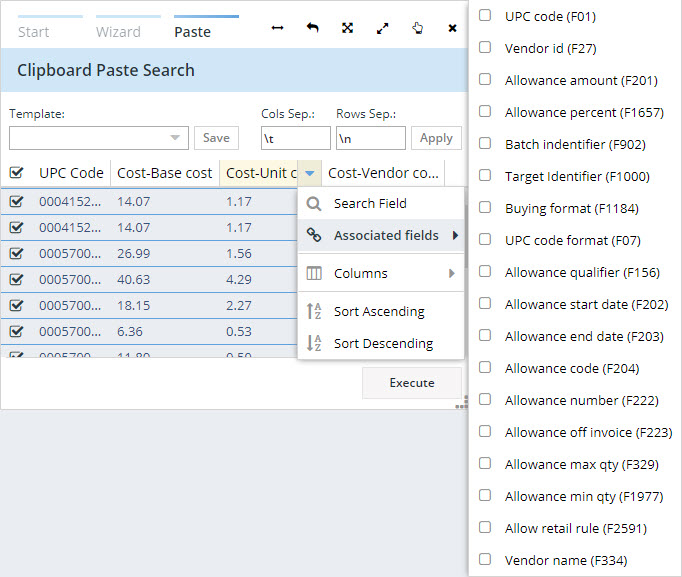 Start Wizard Paste
Clipboard Paste Search
Template: Cols Sep.: Rows Sep.:
Save \t \n Apply
UPC Code Cost-Base cost Cost-Unit c Cost-Vendor co...
0004152... 14.07 1.17
0004152... 14.07 1.17
0005700... 26.99 1.56
0005700... 40.63 4.29
0005700... 18.15 2.27
0005700... 6.36 0.53
0005700... 11.89 0.50
Search Field
Associated fields
Columns
Sort Ascending
Sort Descending
Execute
UPC code (F01)
Vendor id (F27)
Allowance amount (F201)
Allowance percent (F1657)
Batch indentifier (F902)
Target Identifier (F1000)
Buying format (F1184)
UPC code format (F07)
Allowance qualifier (F156)
Allowance start date (F202)
Allowance end date (F203)
Allowance code (F204)
Allowance number (F222)
Allowance off invoice (F223)
Allowance max qty (F329)
Allowance min qty (F1977)
Allow retail rule (F2591)
Vendor name (F334)